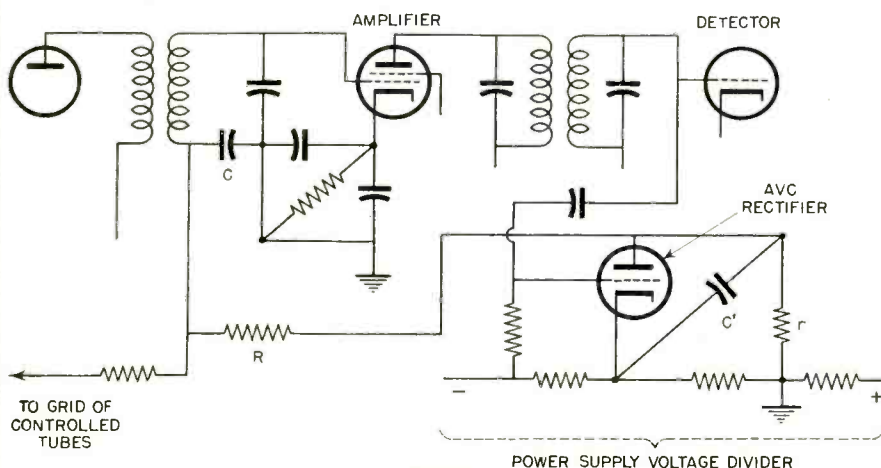 AMPLIFIER
DETECTOR
C
AVC
RECTIFIER
C'
r
R
−
+
TO GRID OF
CONTROLLED
TUBES
POWER SUPPLY VOLTAGE DIVIDER